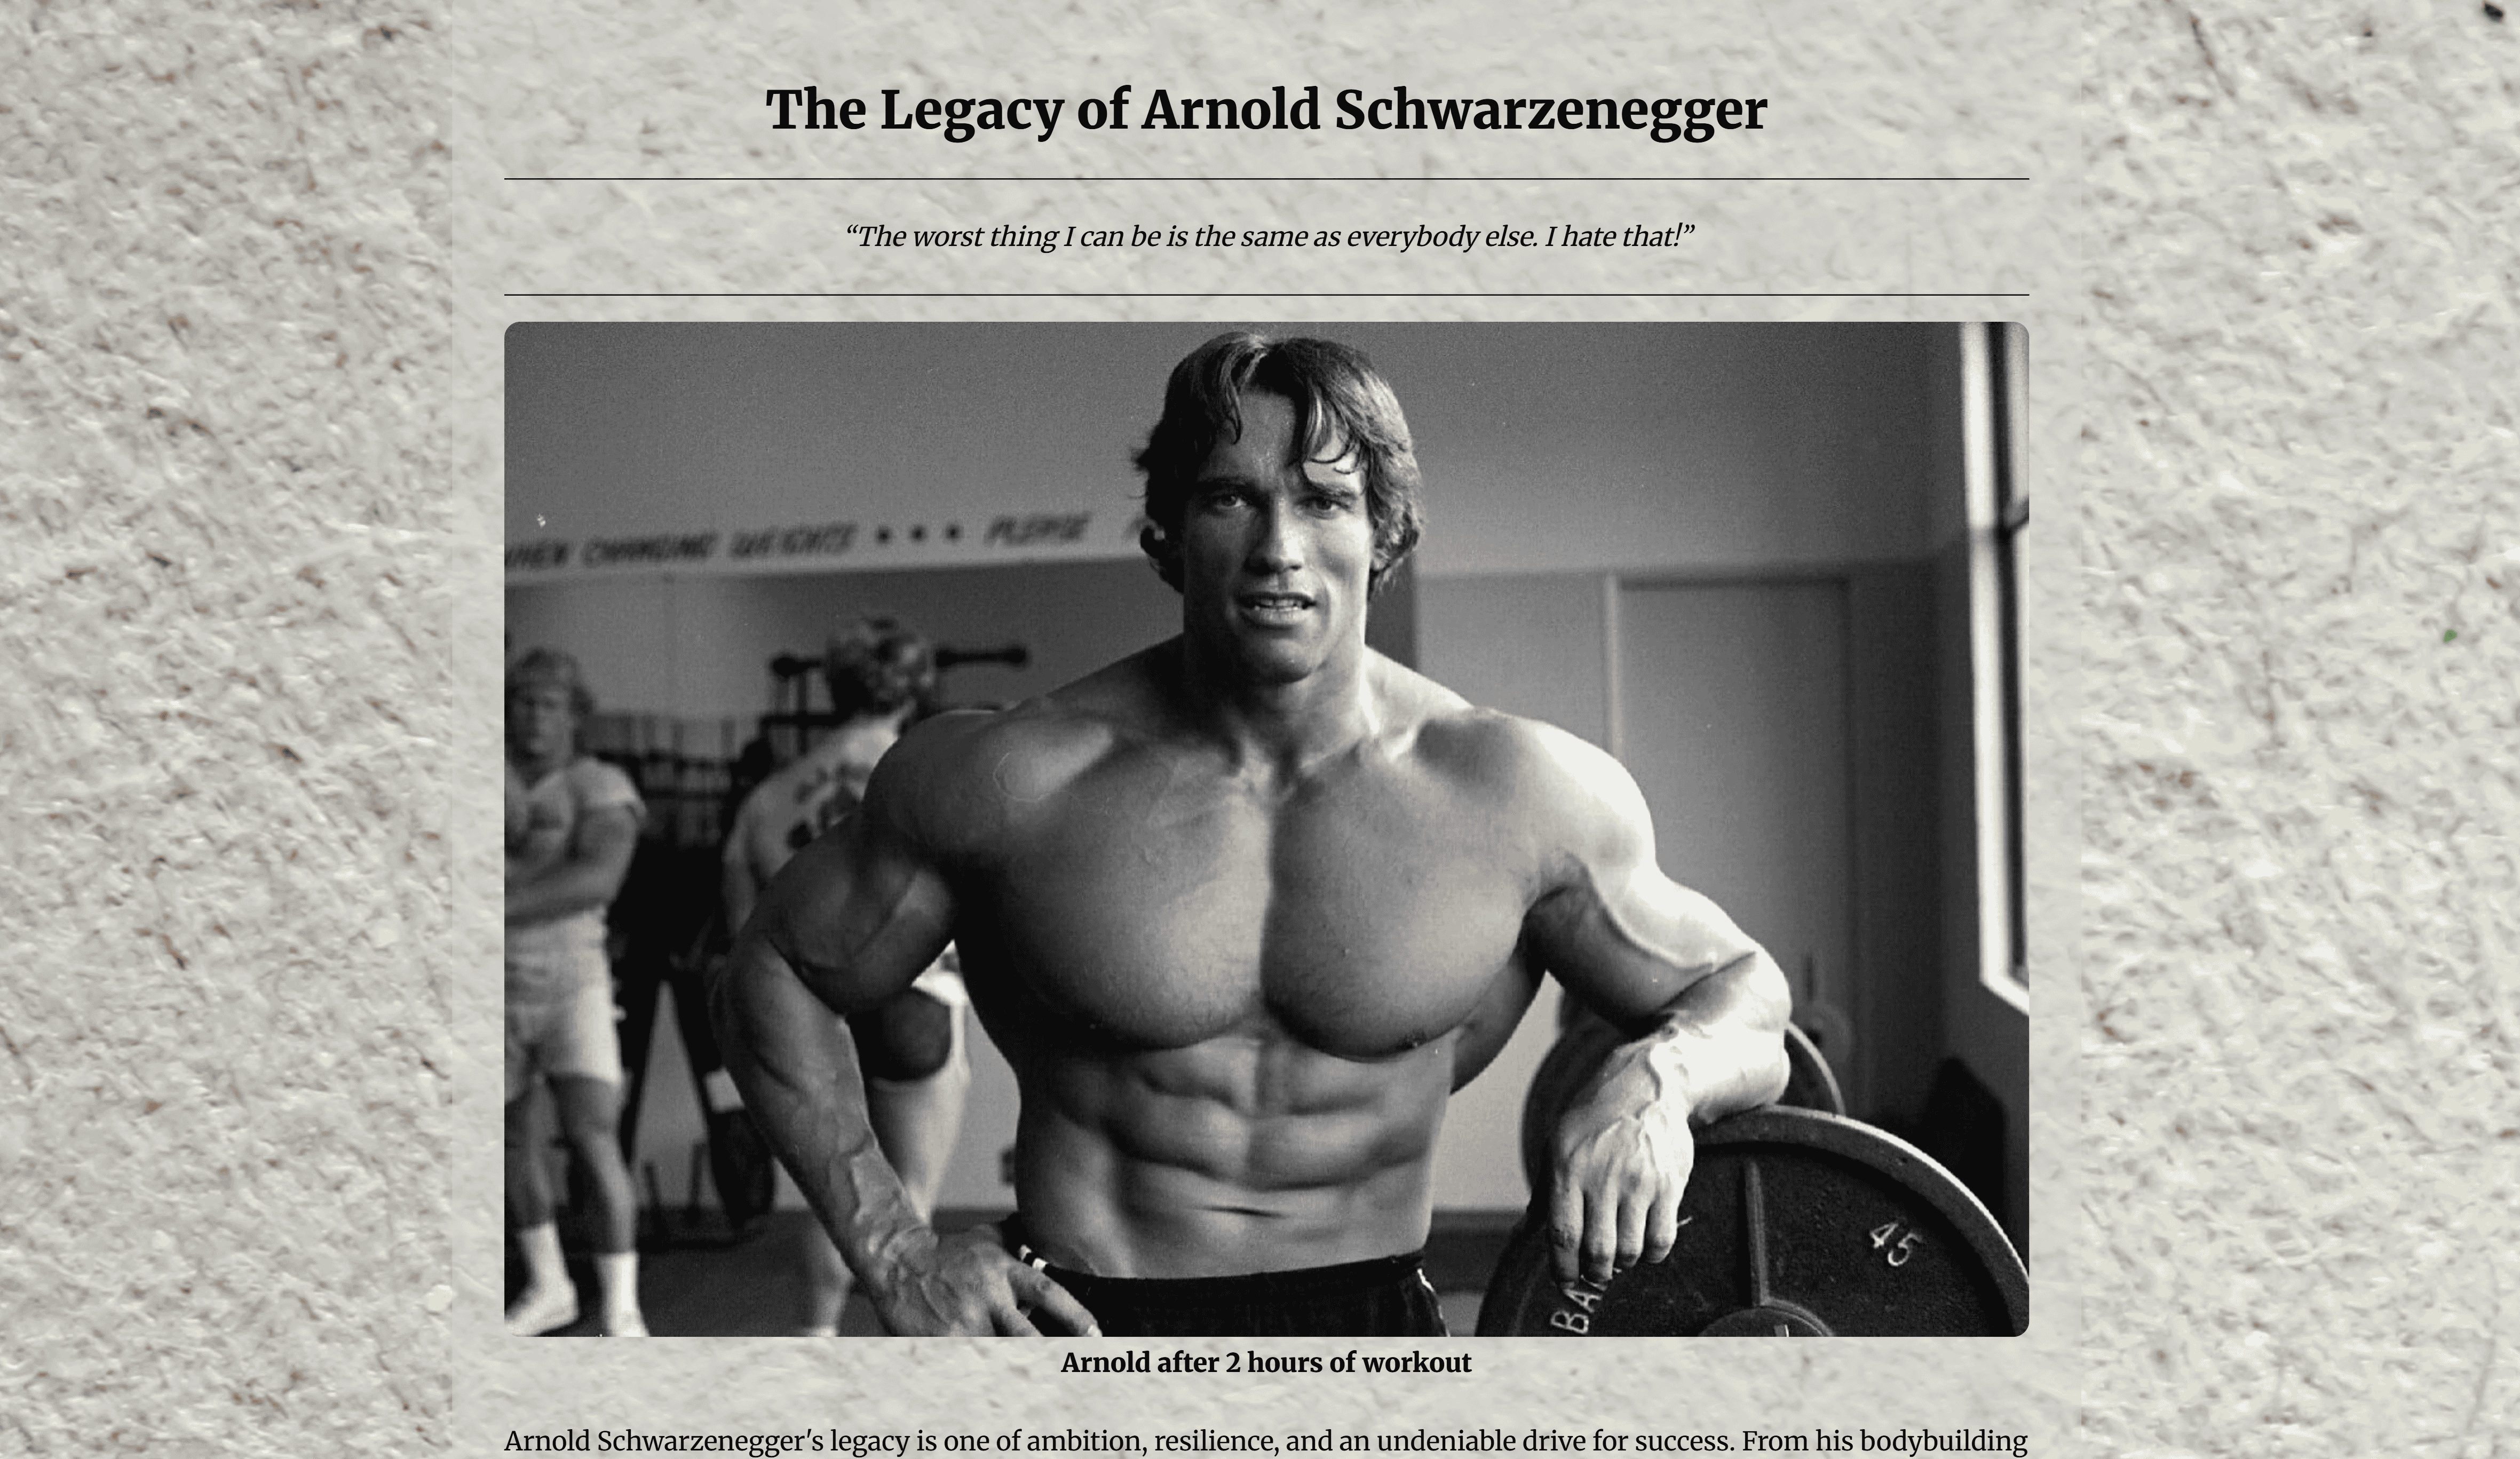 The Legacy of Arnold Schwarzenegger
“The worst thing I can be is the same as everybody else. I hate that!”
WHEN CHANGING WEIGHTS • • • PLEASE
45
BA
Arnold after 2 hours of workout
Arnold Schwarzenegger's legacy is one of ambition, resilience, and an undeniable drive for success. From his bodybuilding